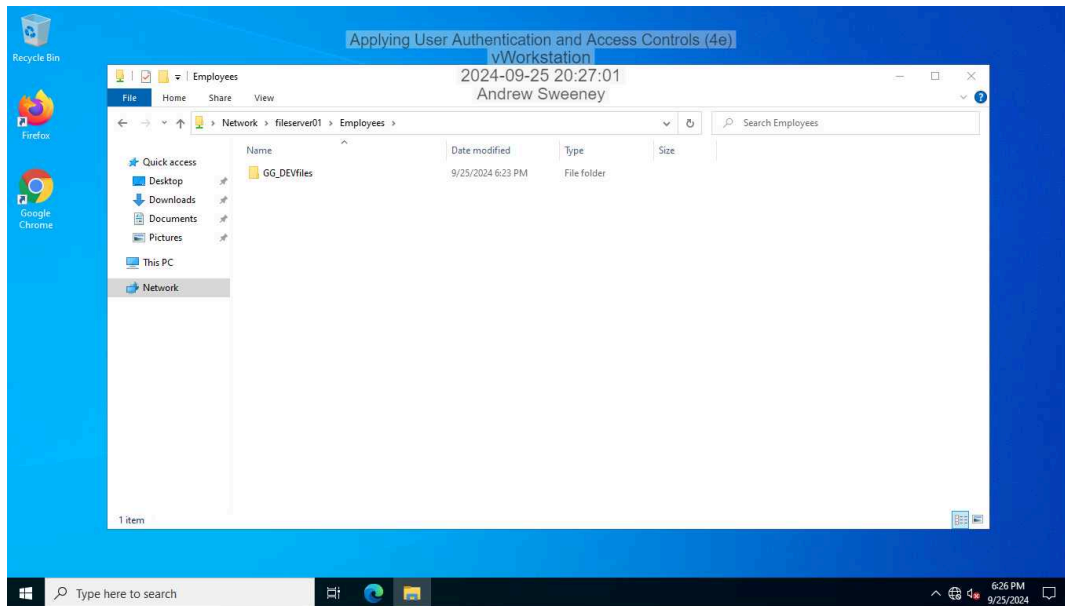 Recycle Bin
Firefox
Google
Chrome
Applying User Authentication and Access Controls (4e)
vWorkstation
2024-09-25 20:27:01
Andrew Sweeney
Employees
File Home Share View
Network › fileserver01 › Employees ›
Search Employees
Name Date modified Type Size
Quick access
Desktop
Downloads
Documents
Pictures
This PC
Network
GG_DEVfiles 9/25/2024 6:23 PM File folder
1 item
Type here to search
6:26 PM
9/25/2024